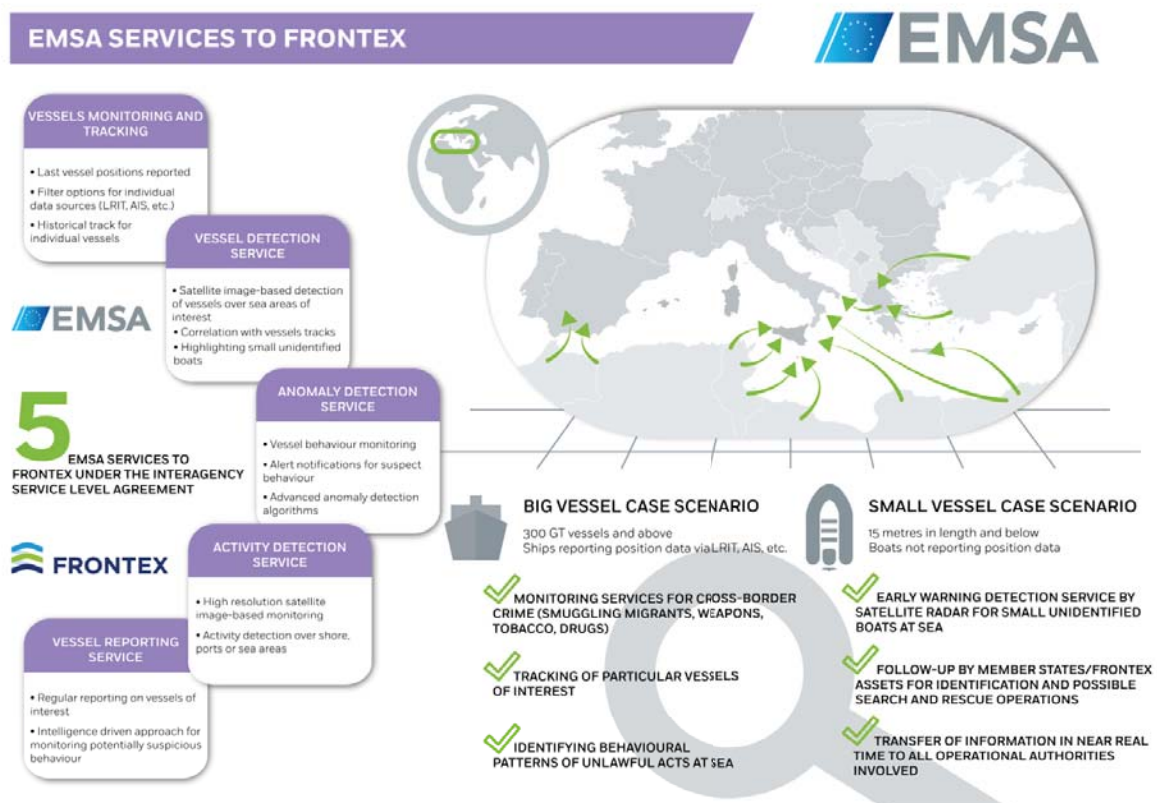 EMSA SERVICES TO FRONTEX
EMSA
VESSELS MONITORING AND
TRACKING
• Last vessel positions reported
• Filter options for individual
data sources (LRIT, AIS, etc.)
• Historical track for
individual vessels
VESSEL DETECTION
SERVICE
• Satellite image-based detection
of vessels over sea areas of
interest
• Correlation with vessels tracks
• Highlighting small unidentified
boats
EMSA
ANOMALY DETECTION
SERVICE
• Vessel behaviour monitoring
• Alert notifications for suspect
behaviour
• Advanced anomaly detection
algorithms
5
EMSA SERVICES TO
FRONTEX UNDER THE INTERAGENCY
SERVICE LEVEL AGREEMENT
FRONTEX
ACTIVITY DETECTION
SERVICE
• High resolution satellite
image-based monitoring
• Activity detection over shore,
ports or sea areas
VESSEL REPORTING
SERVICE
• Regular reporting on vessels of
interest
• Intelligence driven approach for
monitoring potentially suspicious
behaviour
BIG VESSEL CASE SCENARIO
300 GT vessels and above
Ships reporting position data via LRIT, AIS, etc.
MONITORING SERVICES FOR CROSS-BORDER
CRIME (SMUGGLING MIGRANTS, WEAPONS,
TOBACCO, DRUGS)
TRACKING OF PARTICULAR VESSELS
OF INTEREST
IDENTIFYING BEHAVIOURAL
PATTERNS OF UNLAWFUL ACTS AT SEA
SMALL VESSEL CASE SCENARIO
15 metres in length and below
Boats not reporting position data
EARLY WARNING DETECTION SERVICE BY
SATELLITE RADAR FOR SMALL UNIDENTIFIED
BOATS AT SEA
FOLLOW-UP BY MEMBER STATES/FRONTEX
ASSETS FOR IDENTIFICATION AND POSSIBLE
SEARCH AND RESCUE OPERATIONS
TRANSFER OF INFORMATION IN NEAR REAL
TIME TO ALL OPERATIONAL AUTHORITIES
INVOLVED